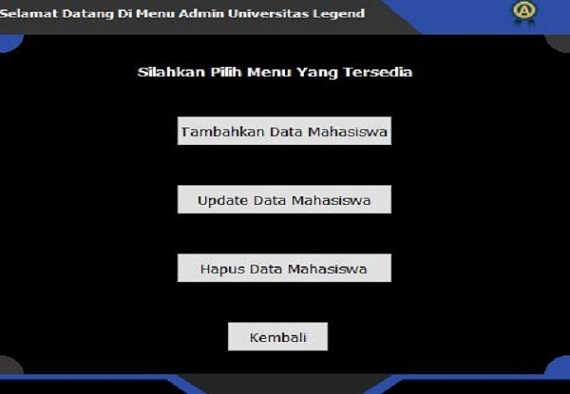 Selamat Datang Di Menu Admin Universitas Legend
A
Silahkan Pilih Menu Yang Tersedia
Tambahkan Data Mahasiswa
Update Data Mahasiswa
Hapus Data Mahasiswa
Kembali